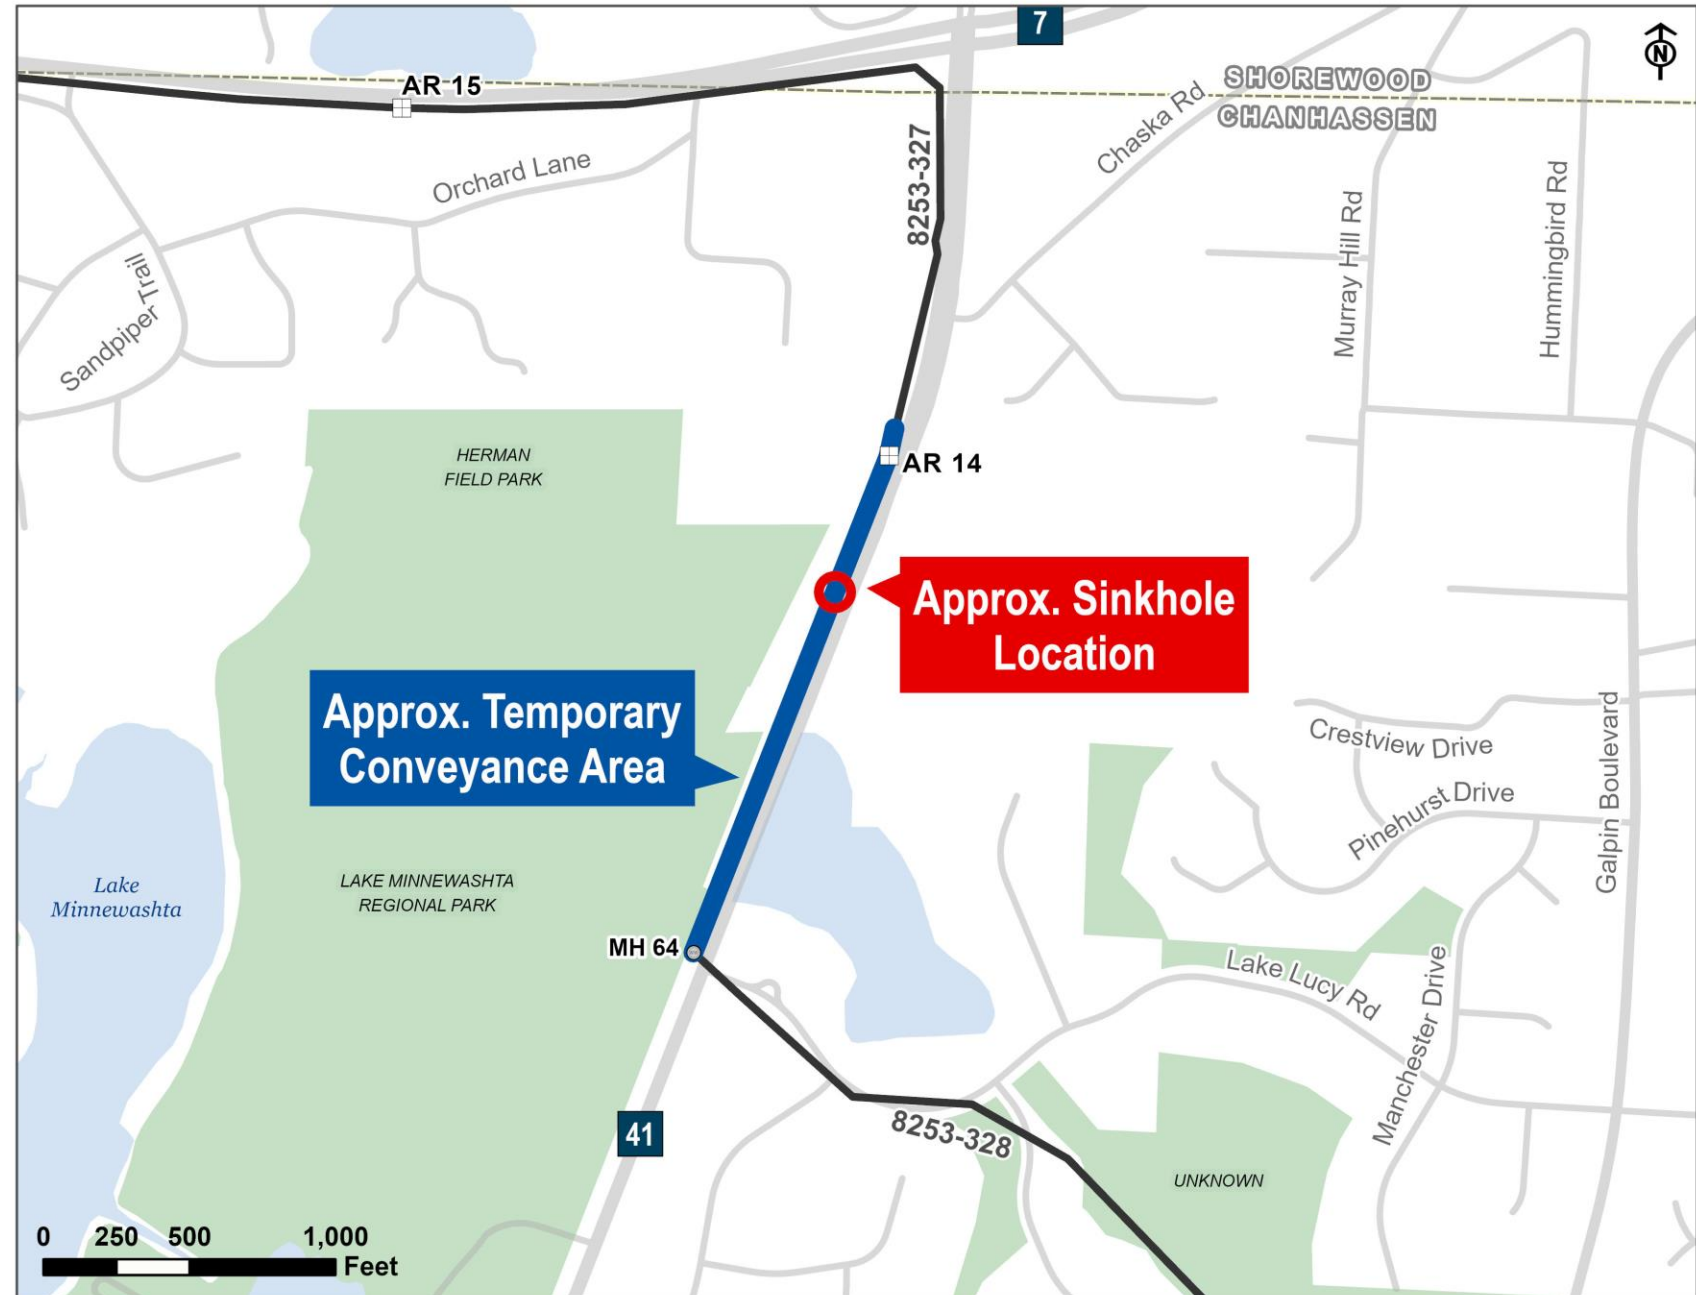 7
N
AR 15
SHOREWOOD
CHANHASSEN
Chaska Rd
8253-327
Orchard Lane
Murray Hill Rd
Hummingbird Rd
Sandpiper Trail
HERMAN
FIELD PARK
AR 14
Approx. Sinkhole
Location
Approx. Temporary
Conveyance Area
Crestview Drive
Pinehurst Drive
Galpin Boulevard
Lake
Minnewashta
LAKE MINNEWASHTA
REGIONAL PARK
MH 64
Lake Lucy Rd
Manchester Drive
41
8253-328
UNKNOWN
0 250 500 1,000
Feet